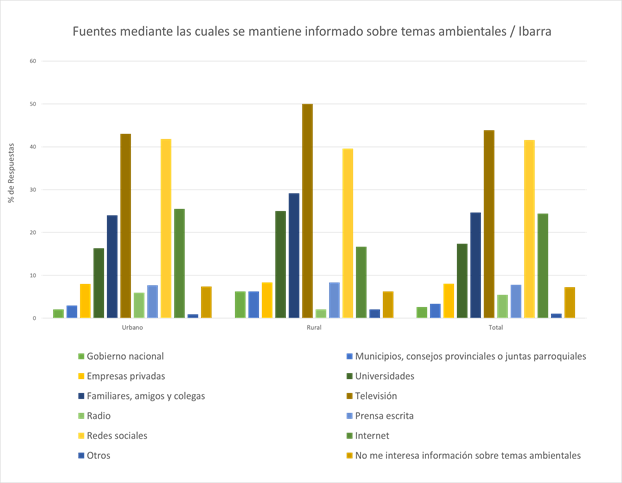 Fuentes mediante las cuales se mantiene informado sobre temas ambientales / Ibarra
% de Respuestas
60
50
40
30
20
10
0
Urbano Rural Total
Gobierno nacional Municipios, consejos provinciales o juntas parroquiales
Empresas privadas Universidades
Familiares, amigos y colegas Televisión
Radio Prensa escrita
Redes sociales Internet
Otros No me interesa información sobre temas ambientales